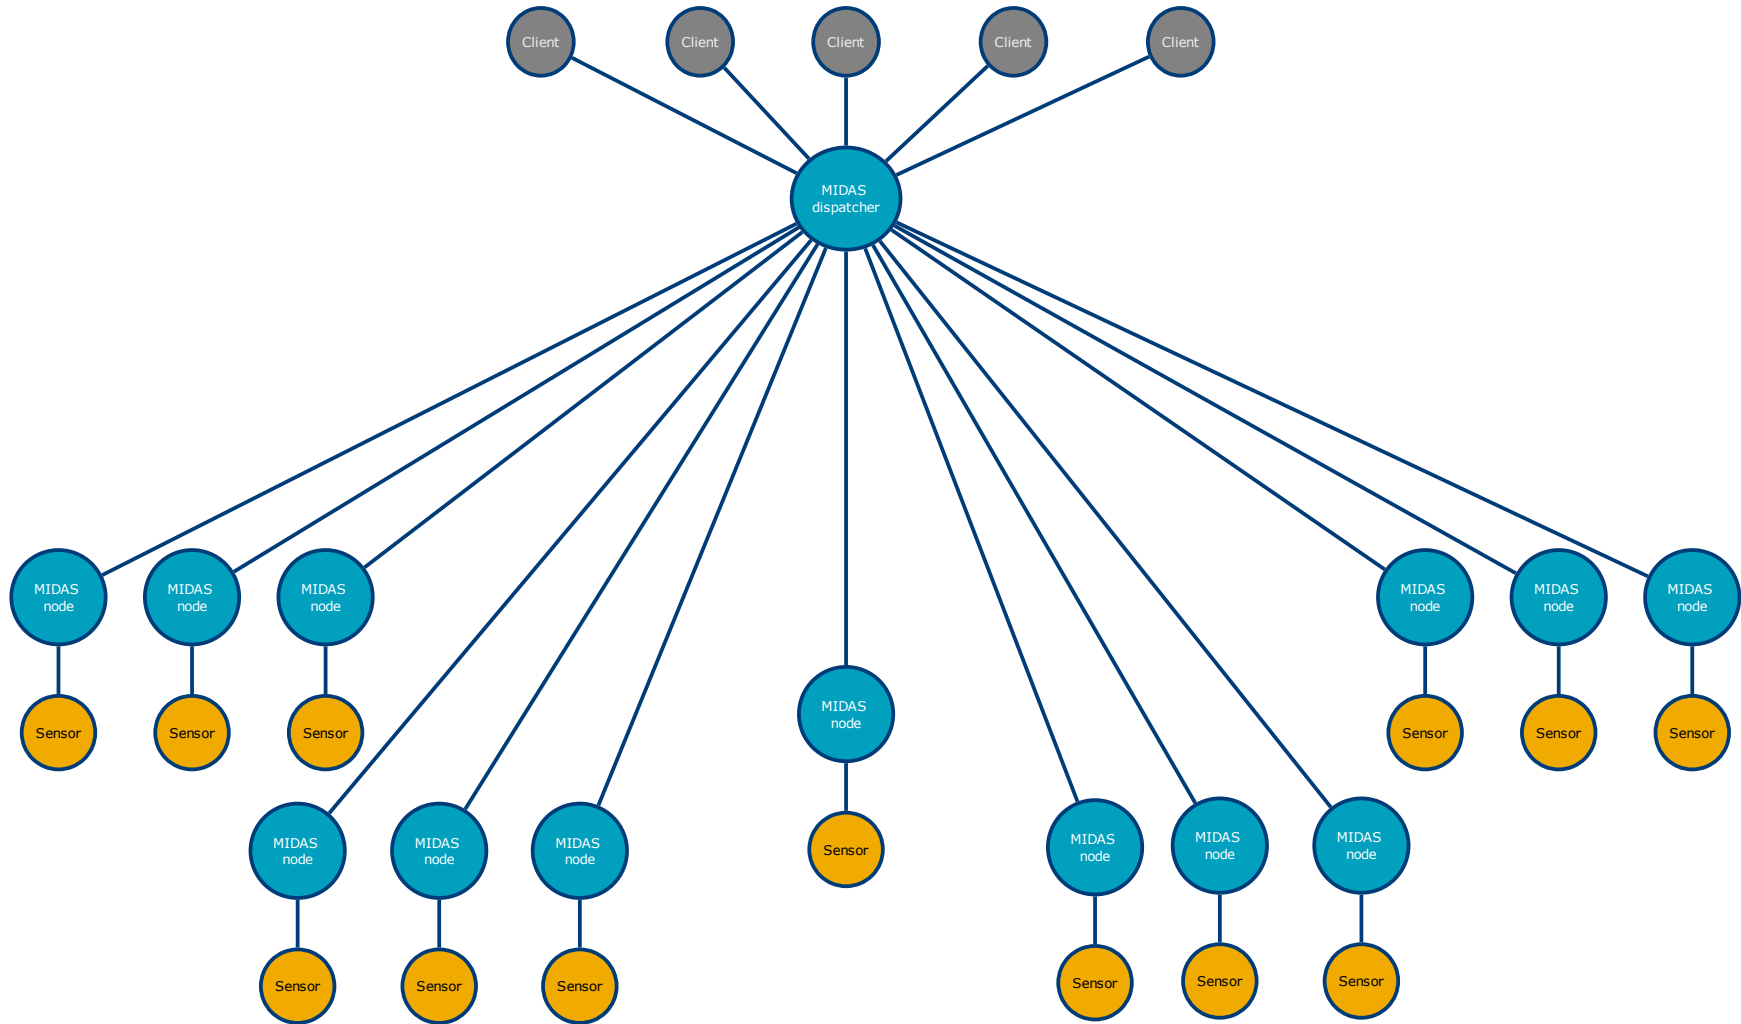 Client
Client
Client
Client
Client
MIDAS
dispatcher
MIDAS
node
MIDAS
node
MIDAS
node
MIDAS
node
MIDAS
node
MIDAS
node
Sensor
Sensor
Sensor
MIDAS
node
Sensor
Sensor
Sensor
MIDAS
node
MIDAS
node
MIDAS
node
Sensor
MIDAS
node
MIDAS
node
MIDAS
node
Sensor
Sensor
Sensor
Sensor
Sensor
Sensor